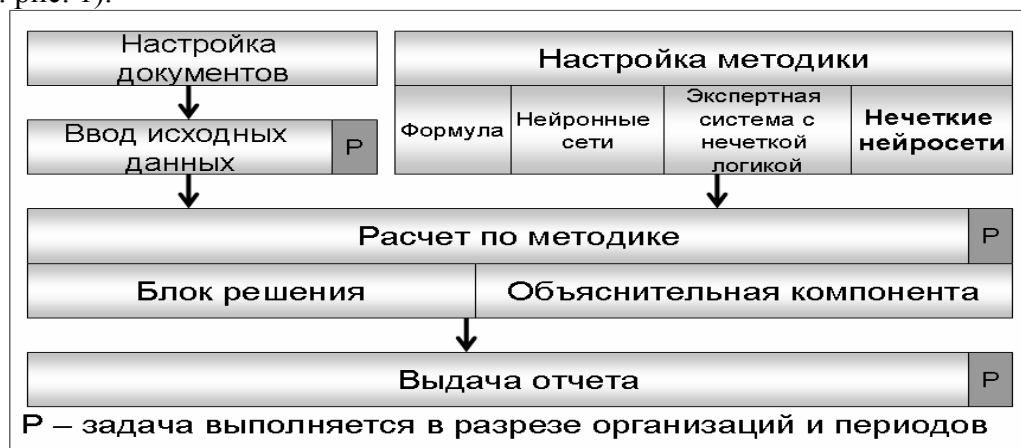 рис. 1).
Настройка
документов
Настройка методики
Ввод исходных
данных
Р
Формула
Нейронные
сети
Экспертная
система с
нечеткой
логикой
Нечеткие
нейросети
Расчет по методике
Р
Блок решения
Объяснительная компонента
Выдача отчета
Р
Р – задача выполняется в разрезе организаций и периодов